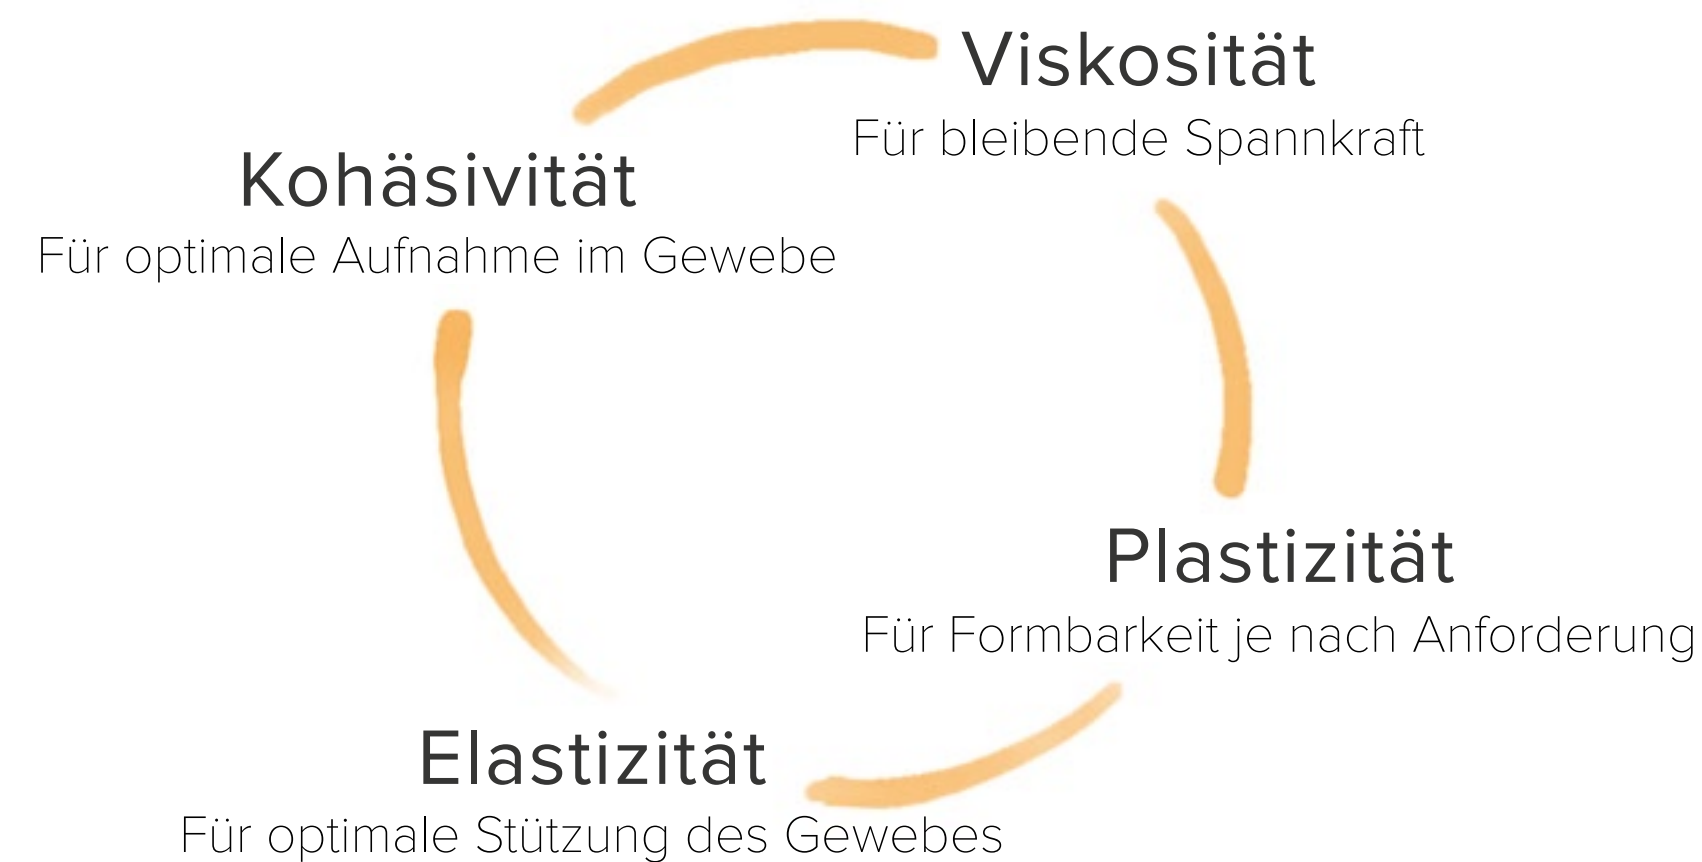 Viskosität
Für bleibende Spannkraft
Kohäsivität
Für optimale Aufnahme im Gewebe
Plastizität
Für Formbarkeit je nach Anforderung
Elastizität
Für optimale Stützung des Gewebes